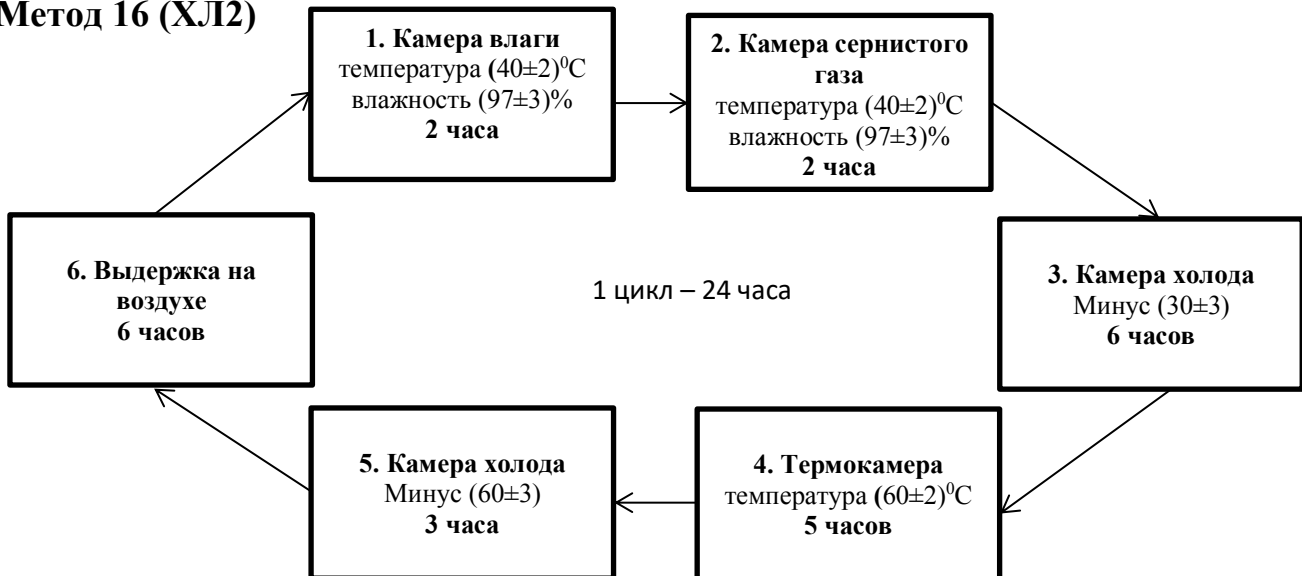 Метод 16 (ХЛ2)
1. Камера влаги
температура (40±2)⁰С
влажность (97±3)%
2 часа
2. Камера сернистого
газа
температура (40±2)⁰С
влажность (97±3)%
2 часа
3. Камера холода
Минус (30±3)
6 часов
4. Термокамера
температура (60±2)⁰С
5 часов
5. Камера холода
Минус (60±3)
3 часа
6. Выдержка на
воздухе
6 часов
1 цикл – 24 часа